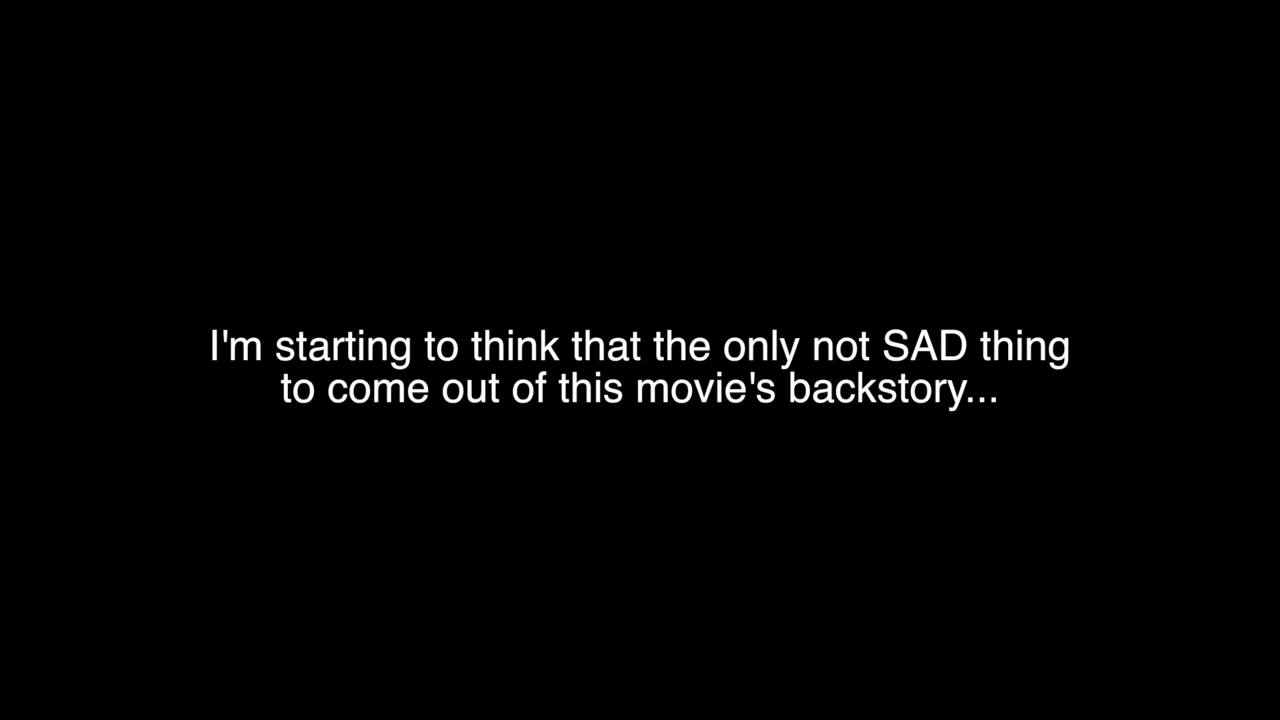 I'm starting to think that the only not SAD thing
to come out of this movie's backstory...